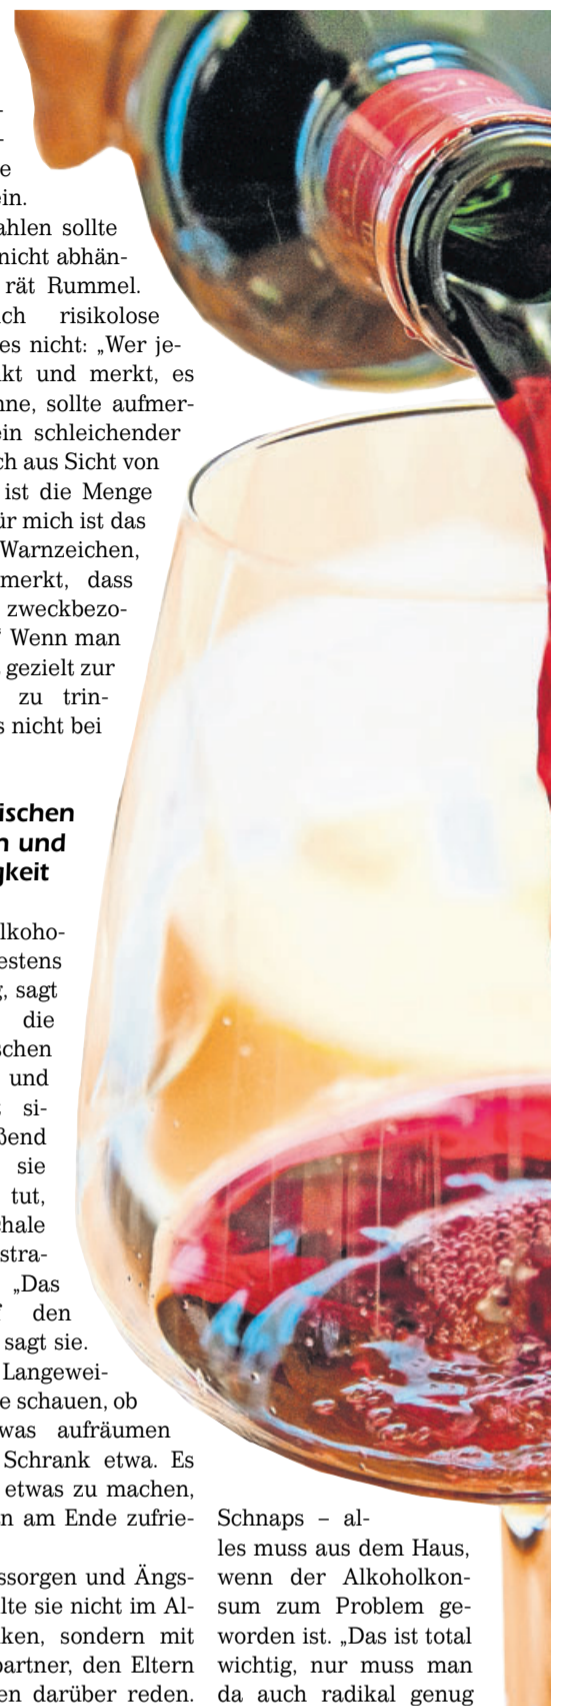 -
-
e
ein.
ahlen sollte
nicht abhän-
rät Rummel.
ch risikolose
es nicht: „Wer je-
kt und merkt, es
nne, sollte aufmer-
ein schleichender
ch aus Sicht von
ist die Menge
ür mich ist das
Warnzeichen,
merkt, dass
zweckbezo-
“ Wenn man
gezielt zur
zu trin-
s nicht bei
ischen
n und
gkeit
lkoho-
estens
g, sagt
die
schen
und
si-
ßend
sie
tut,
chale
stra-
„Das
f den
sagt sie.
Langewei-
e schauen, ob
was aufräumen
Schrank etwa. Es
etwas zu machen,
n am Ende zufrie-
ssorgen und Ängs-
lte sie nicht im Al-
ken, sondern mit
partner, den Eltern
en darüber reden.
Schnaps – al-
les muss aus dem Haus,
wenn der Alkoholkon-
sum zum Problem ge-
worden ist. „Das ist total
wichtig, nur muss man
da auch radikal genug